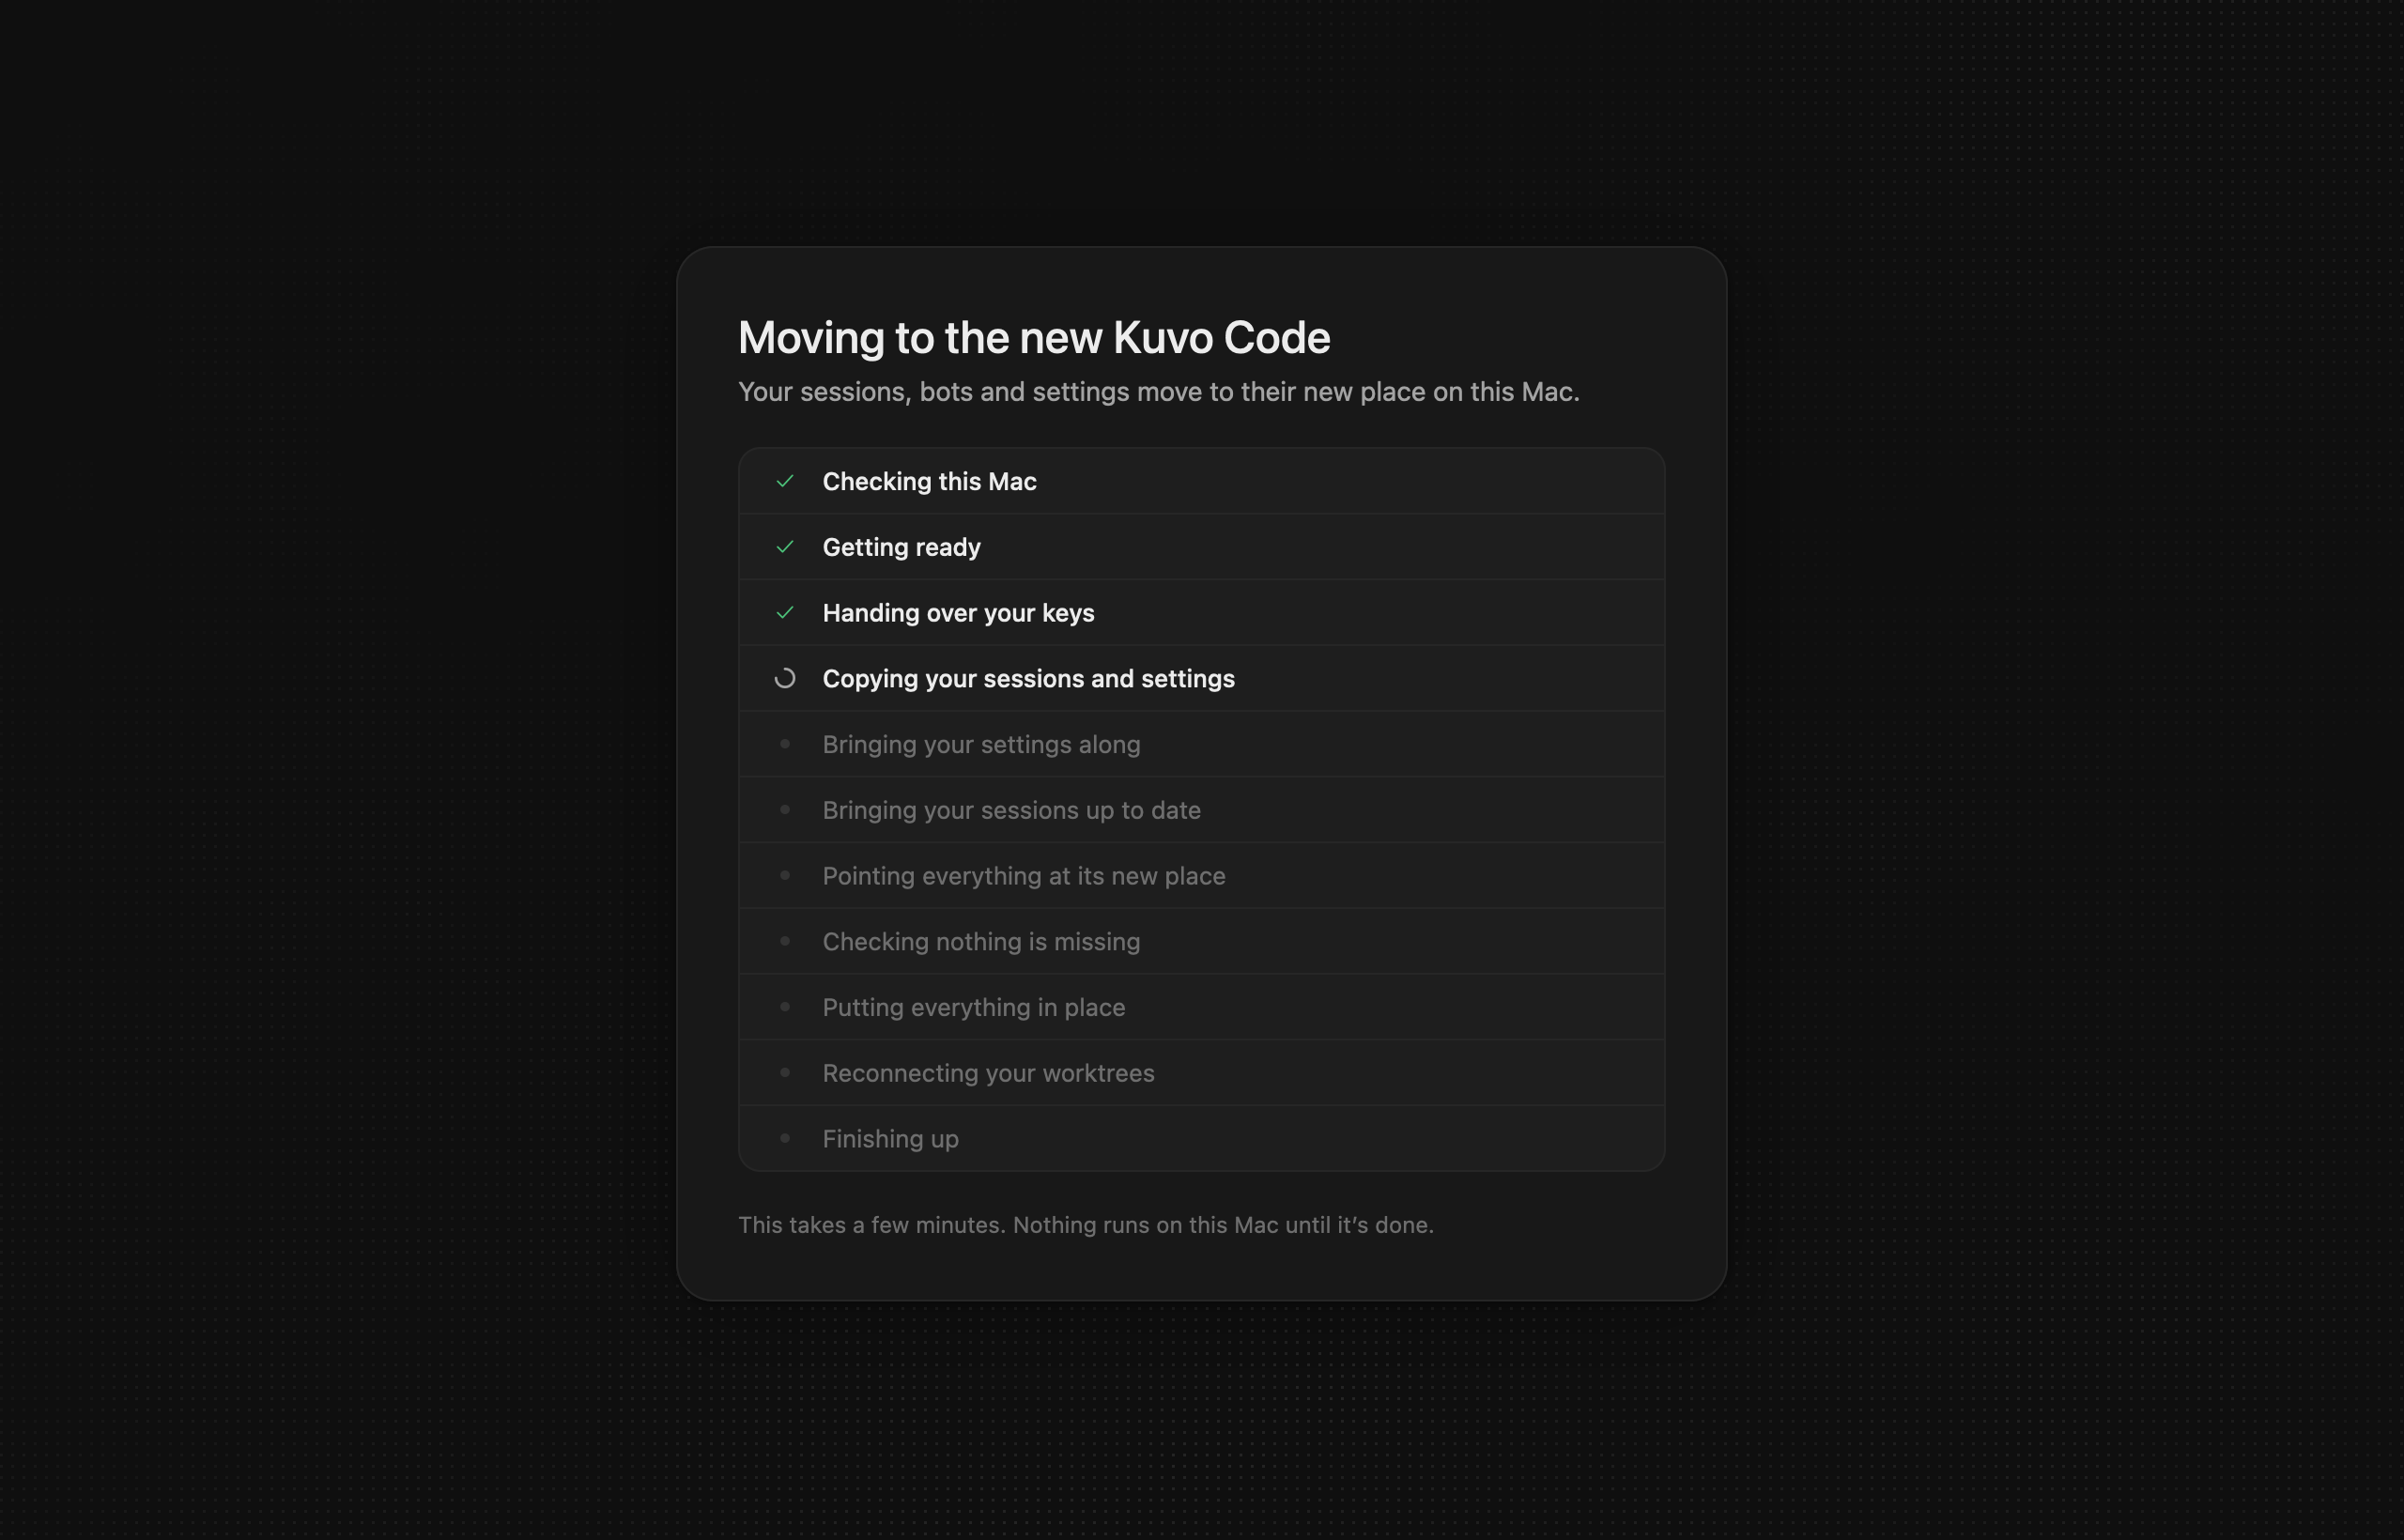 Moving to the new Kuvo Code
Your sessions, bots and settings move to their new place on this Mac.
Checking this Mac
Getting ready
Handing over your keys
Copying your sessions and settings
Bringing your settings along
Bringing your sessions up to date
Pointing everything at its new place
Checking nothing is missing
Putting everything in place
Reconnecting your worktrees
Finishing up
This takes a few minutes. Nothing runs on this Mac until it’s done.